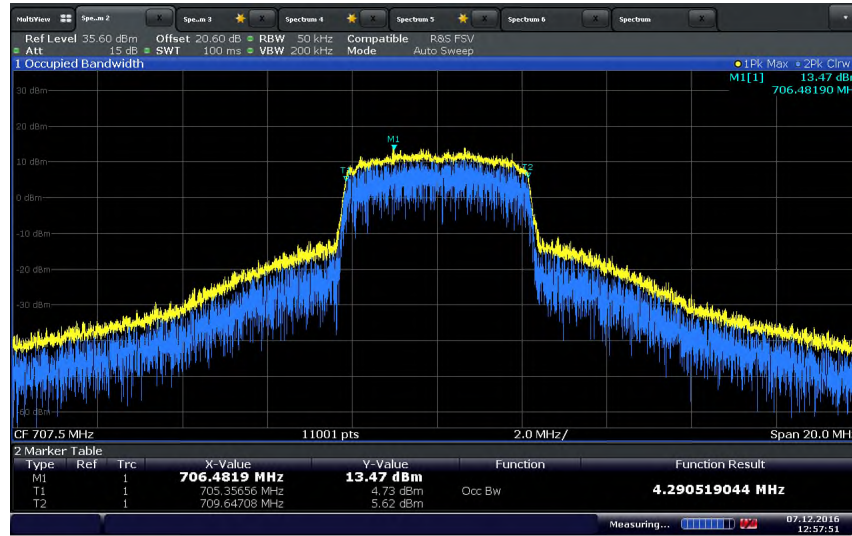 MultiView Spe..m 2 X Spe..m 3 X Spectrum 4 X Spectrum 5 X Spectrum 6 X Spectrum X
Ref Level 35.60 dBm Offset 20.60 dB RBW 50 kHz Compatible R&S FSV
Att 15 dB SWT 100 ms VBW 200 kHz Mode Auto Sweep
1 Occupied Bandwidth 1Pk Max 2Pk Clrw
M1[1] 13.47 dB
706.48190 MH
30 dBm
20 dBm
M1
10 dBm
T2
0 dBm
-10 dBm
-20 dBm
-30 dBm
-60 dBm
CF 707.5 MHz 11001 pts 2.0 MHz/ Span 20.0 MH
2 Marker Table
Type Ref Trc X-Value Y-Value Function Function Result
M1 1 706.4819 MHz 13.47 dBm
T1 1 705.35656 MHz 4.73 dBm Occ Bw 4.290519044 MHz
T2 1 709.64708 MHz 5.62 dBm
Measuring... 07.12.2016
12:57:51